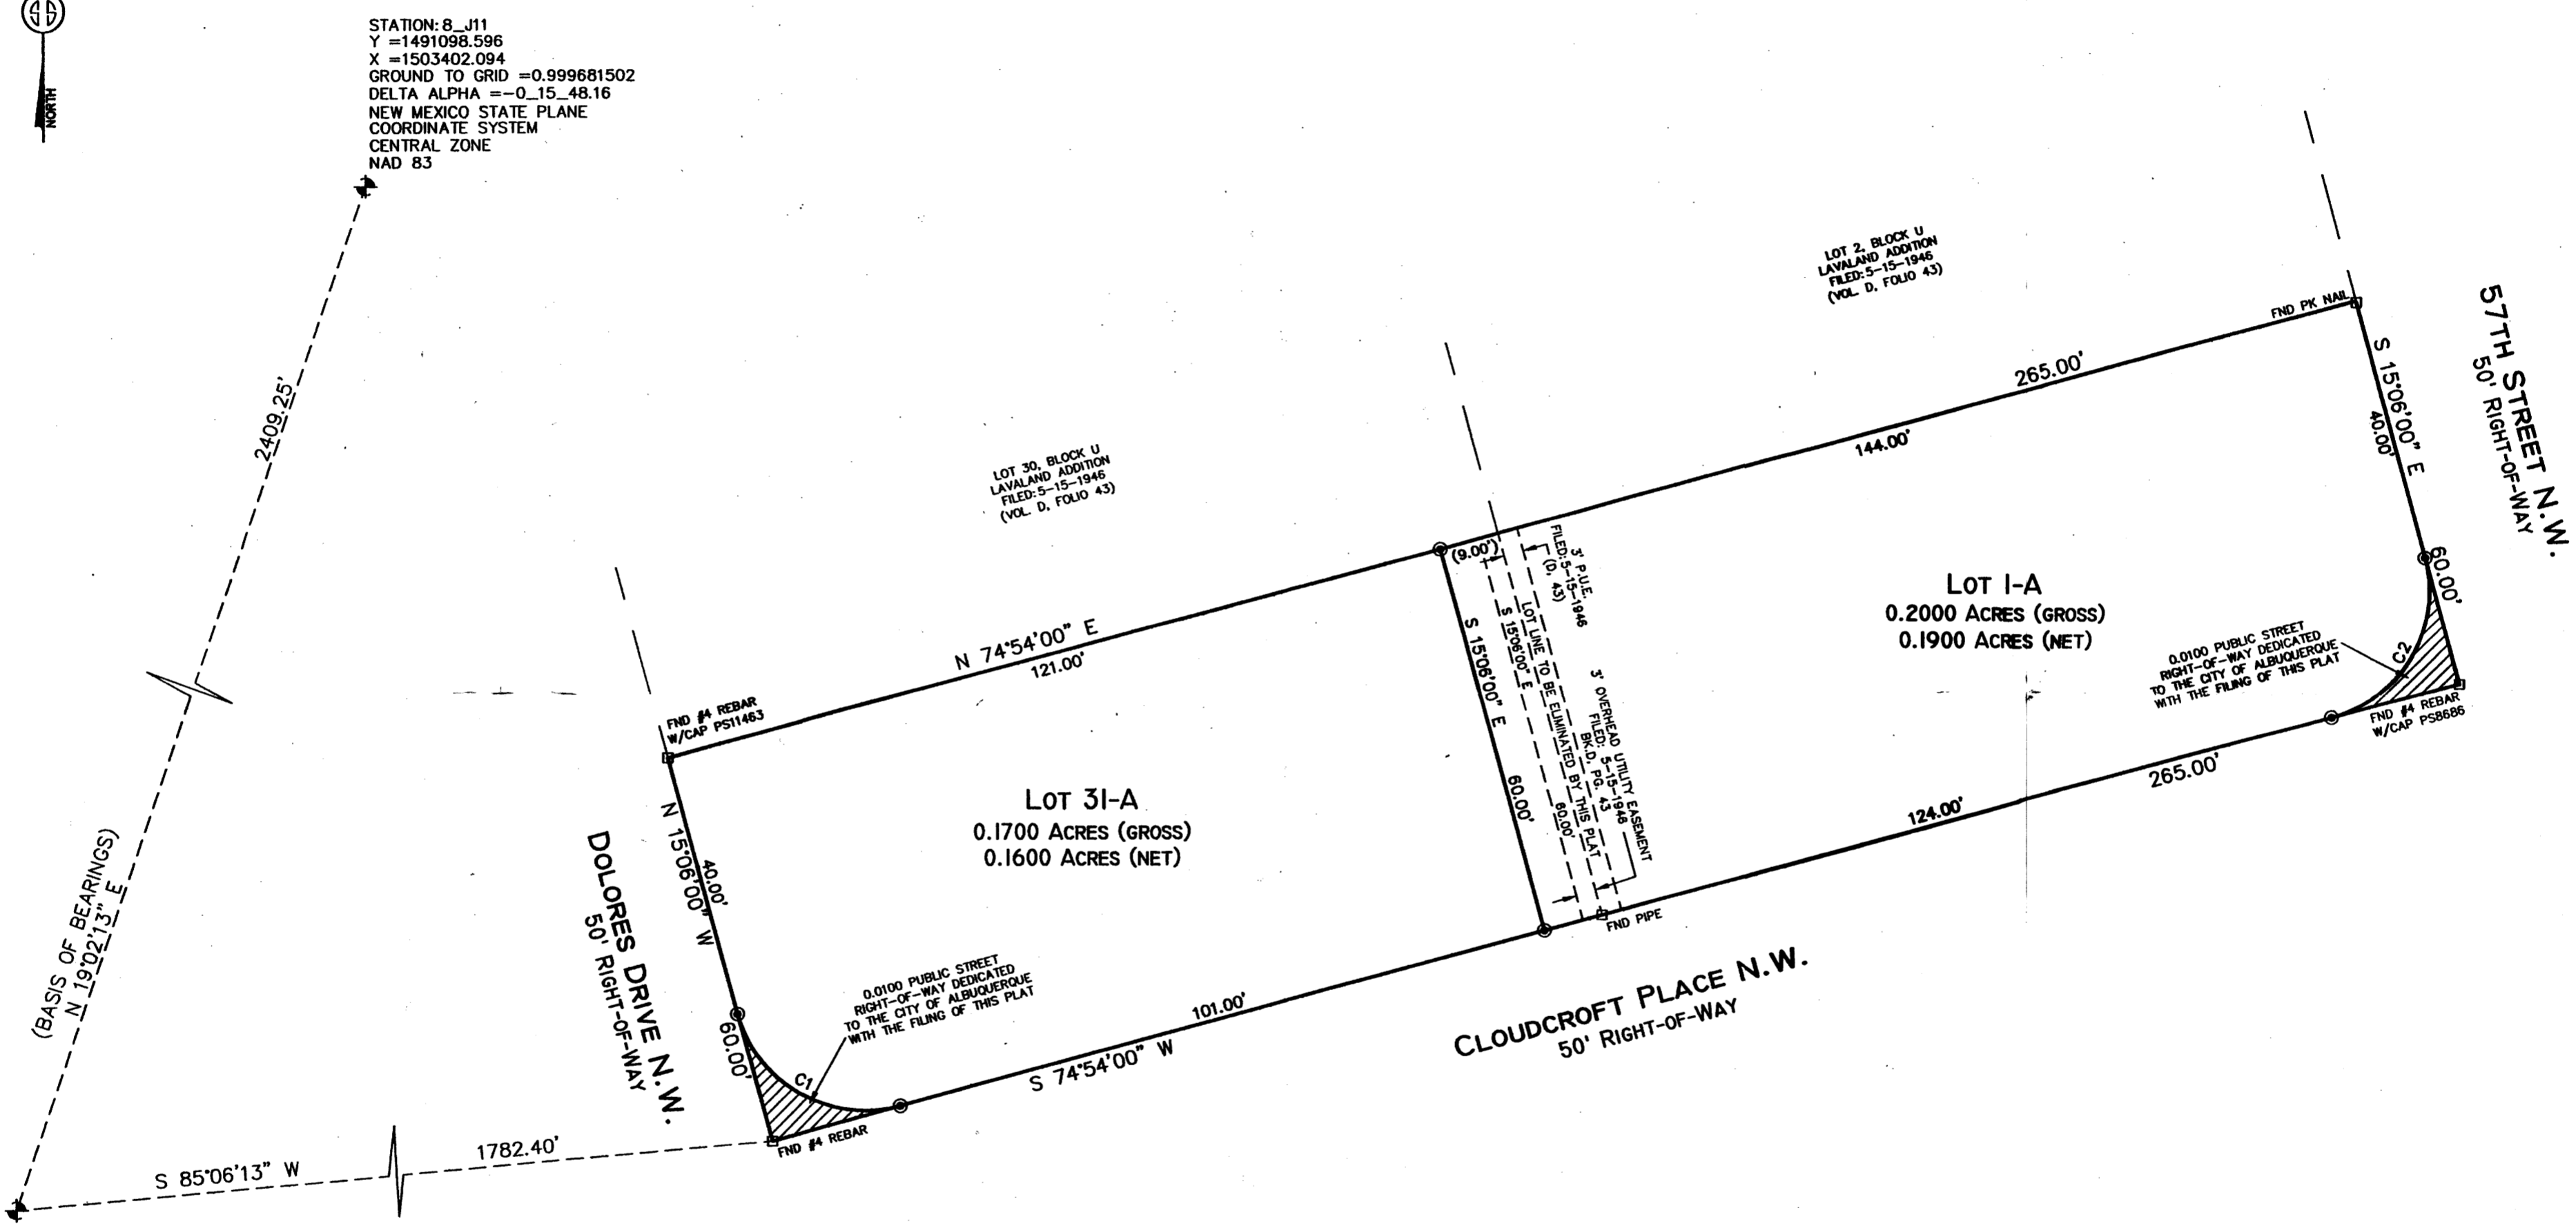 NORTH
STATION: 8_J11
Y =1491098.596
X =1503402.094
GROUND TO GRID =0.999681502
DELTA ALPHA =-0_15_48.16
NEW MEXICO STATE PLANE
COORDINATE SYSTEM
CENTRAL ZONE
NAD 83
2409.25'
(BASIS OF BEARINGS)
N 19°02'13" E
S 85°06'13" W
1782.40'
LOT 30, BLOCK U
LAVALAND ADDITION
FILED: 5-15-1946
(VOL. D, FOLIO 43)
LOT 2, BLOCK U
LAVALAND ADDITION
FILED: 5-15-1946
(VOL. D, FOLIO 43)
FND PK NAIL
57TH STREET N.W.
50' RIGHT-OF-WAY
S 15°06'00" E
40.00'
60.00'
265.00'
144.00'
(9.00')
N 74°54'00" E
121.00'
FND #4 REBAR
W/CAP PS11463
3' P.U.E.
FILED: 5-15-1946
(D, 43)
S 15°06'00" E
60.00'
S 15°06'00" E
60.00'
LOT LINE TO BE ELIMINATED BY THIS PLAT
3' OVERHEAD UTILITY EASEMENT
FILED: 5-15-1946
BK.D, PG. 43
LOT 1-A
0.2000 ACRES (GROSS)
0.1900 ACRES (NET)
0.0100 PUBLIC STREET
RIGHT-OF-WAY DEDICATED
TO THE CITY OF ALBUQUERQUE
WITH THE FILING OF THIS PLAT
C2
FND #4 REBAR
W/CAP PS8686
265.00'
124.00'
FND PIPE
LOT 31-A
0.1700 ACRES (GROSS)
0.1600 ACRES (NET)
N 15°06'00" W
40.00'
60.00'
DOLORES DRIVE N.W.
50' RIGHT-OF-WAY
0.0100 PUBLIC STREET
RIGHT-OF-WAY DEDICATED
TO THE CITY OF ALBUQUERQUE
WITH THE FILING OF THIS PLAT
C1
FND #4 REBAR
S 74°54'00" W
101.00'
CLOUDCROFT PLACE N.W.
50' RIGHT-OF-WAY